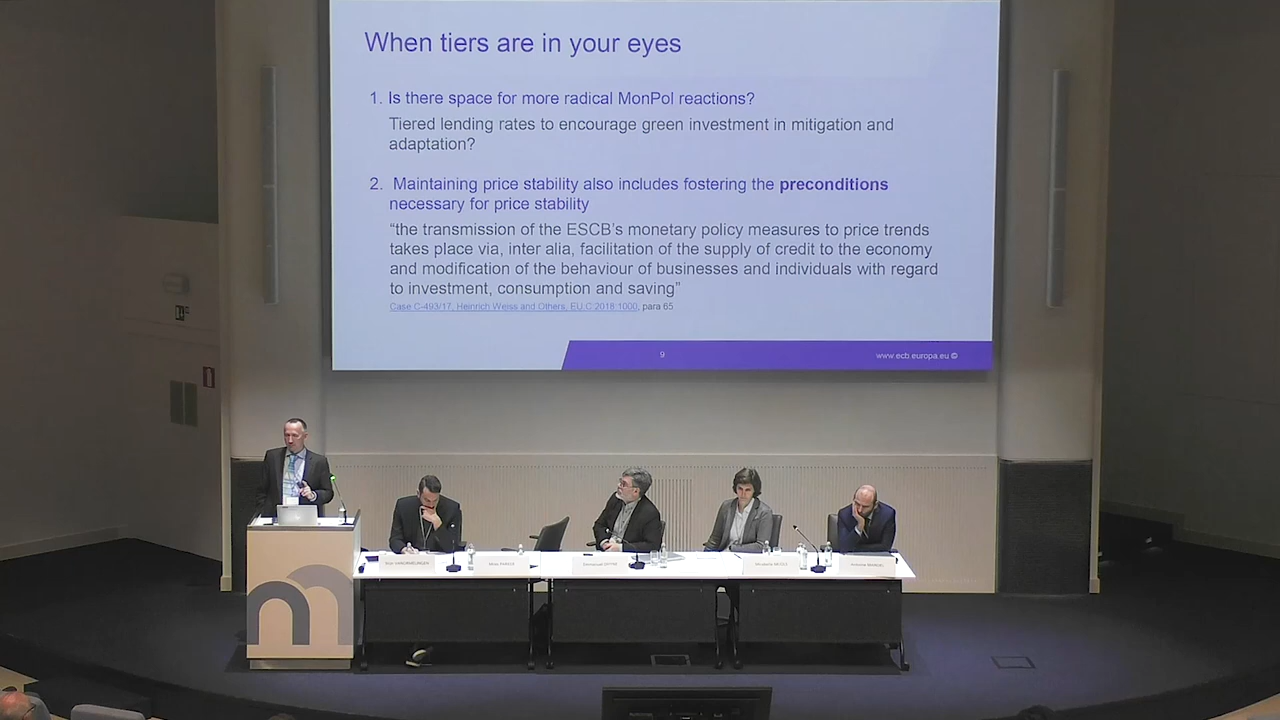 When tiers are in your eyes
1. Is there space for more radical MonPol reactions?
Tiered lending rates to encourage green investment in mitigation and
adaptation?
2. Maintaining price stability also includes fostering the preconditions
necessary for price stability
“the transmission of the ESCB’s monetary policy measures to price trends
takes place via, inter alia, facilitation of the supply of credit to the economy
and modification of the behaviour of businesses and individuals with regard
to investment, consumption and saving”
Case C-493/17, Heinrich Weiss and Others, EU:C:2018:1000, para 65
9
www.ecb.europa.eu ©